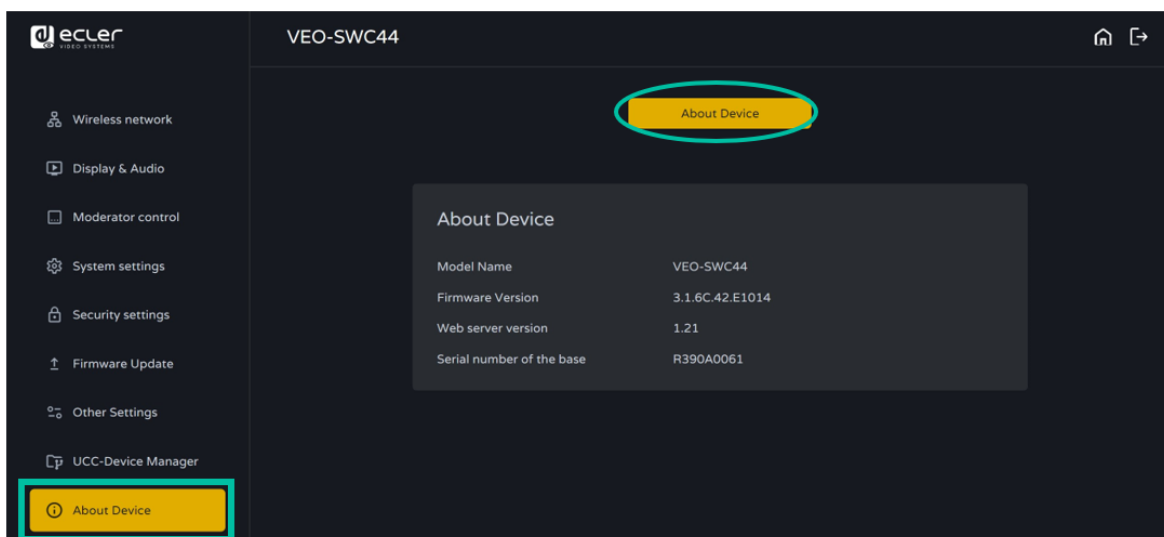 ecler
VIDEO SYSTEMS
VEO-SWC44
Wireless network
Display & Audio
Moderator control
System settings
Security settings
Firmware Update
Other Settings
UCC-Device Manager
About Device
About Device
About Device
Model Name VEO-SWC44
Firmware Version 3.1.6C.42.E1014
Web server version 1.21
Serial number of the base R390A0061